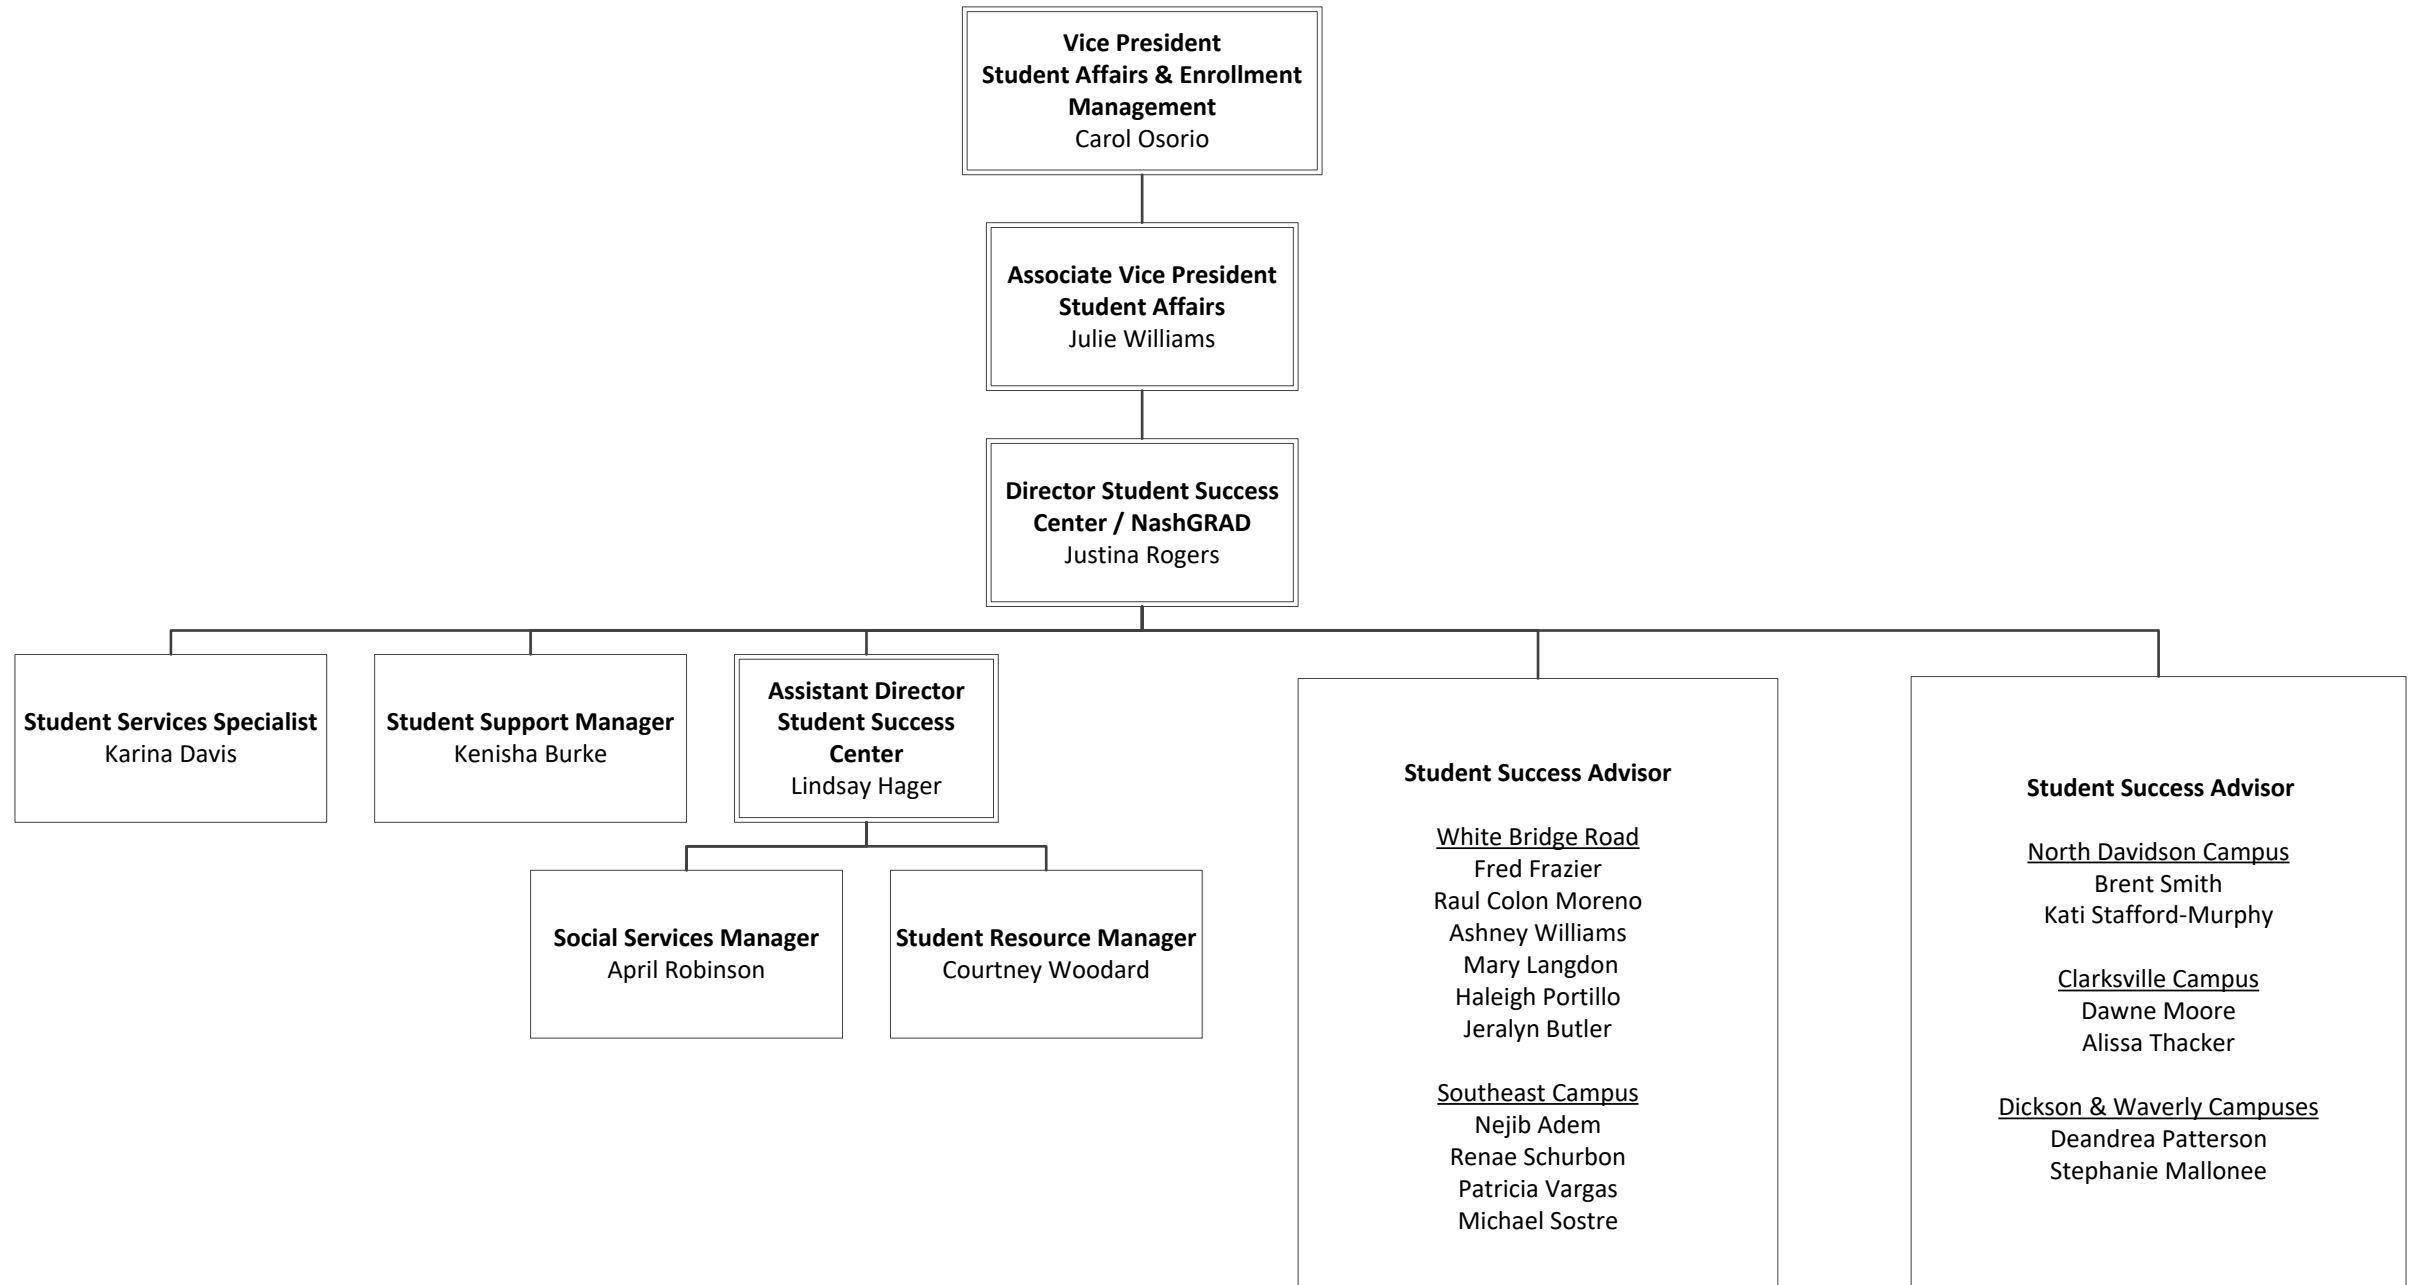 Vice President
Student Affairs & Enrollment
Management
Carol Osorio
Associate Vice President
Student Affairs
Julie Williams
Director Student Success
Center / NashGRAD
Justina Rogers
Student Services Specialist
Karina Davis
Student Support Manager
Kenisha Burke
Assistant Director
Student Success
Center
Lindsay Hager
Social Services Manager
April Robinson
Student Resource Manager
Courtney Woodard
Student Success Advisor
White Bridge Road
Fred Frazier
Raul Colon Moreno
Ashney Williams
Mary Langdon
Haleigh Portillo
Jeralyn Butler
Southeast Campus
Nejib Adem
Renae Schurbon
Patricia Vargas
Michael Sostre
Student Success Advisor
North Davidson Campus
Brent Smith
Kati Stafford-Murphy
Clarksville Campus
Dawne Moore
Alissa Thacker
Dickson & Waverly Campuses
Deandrea Patterson
Stephanie Mallonee